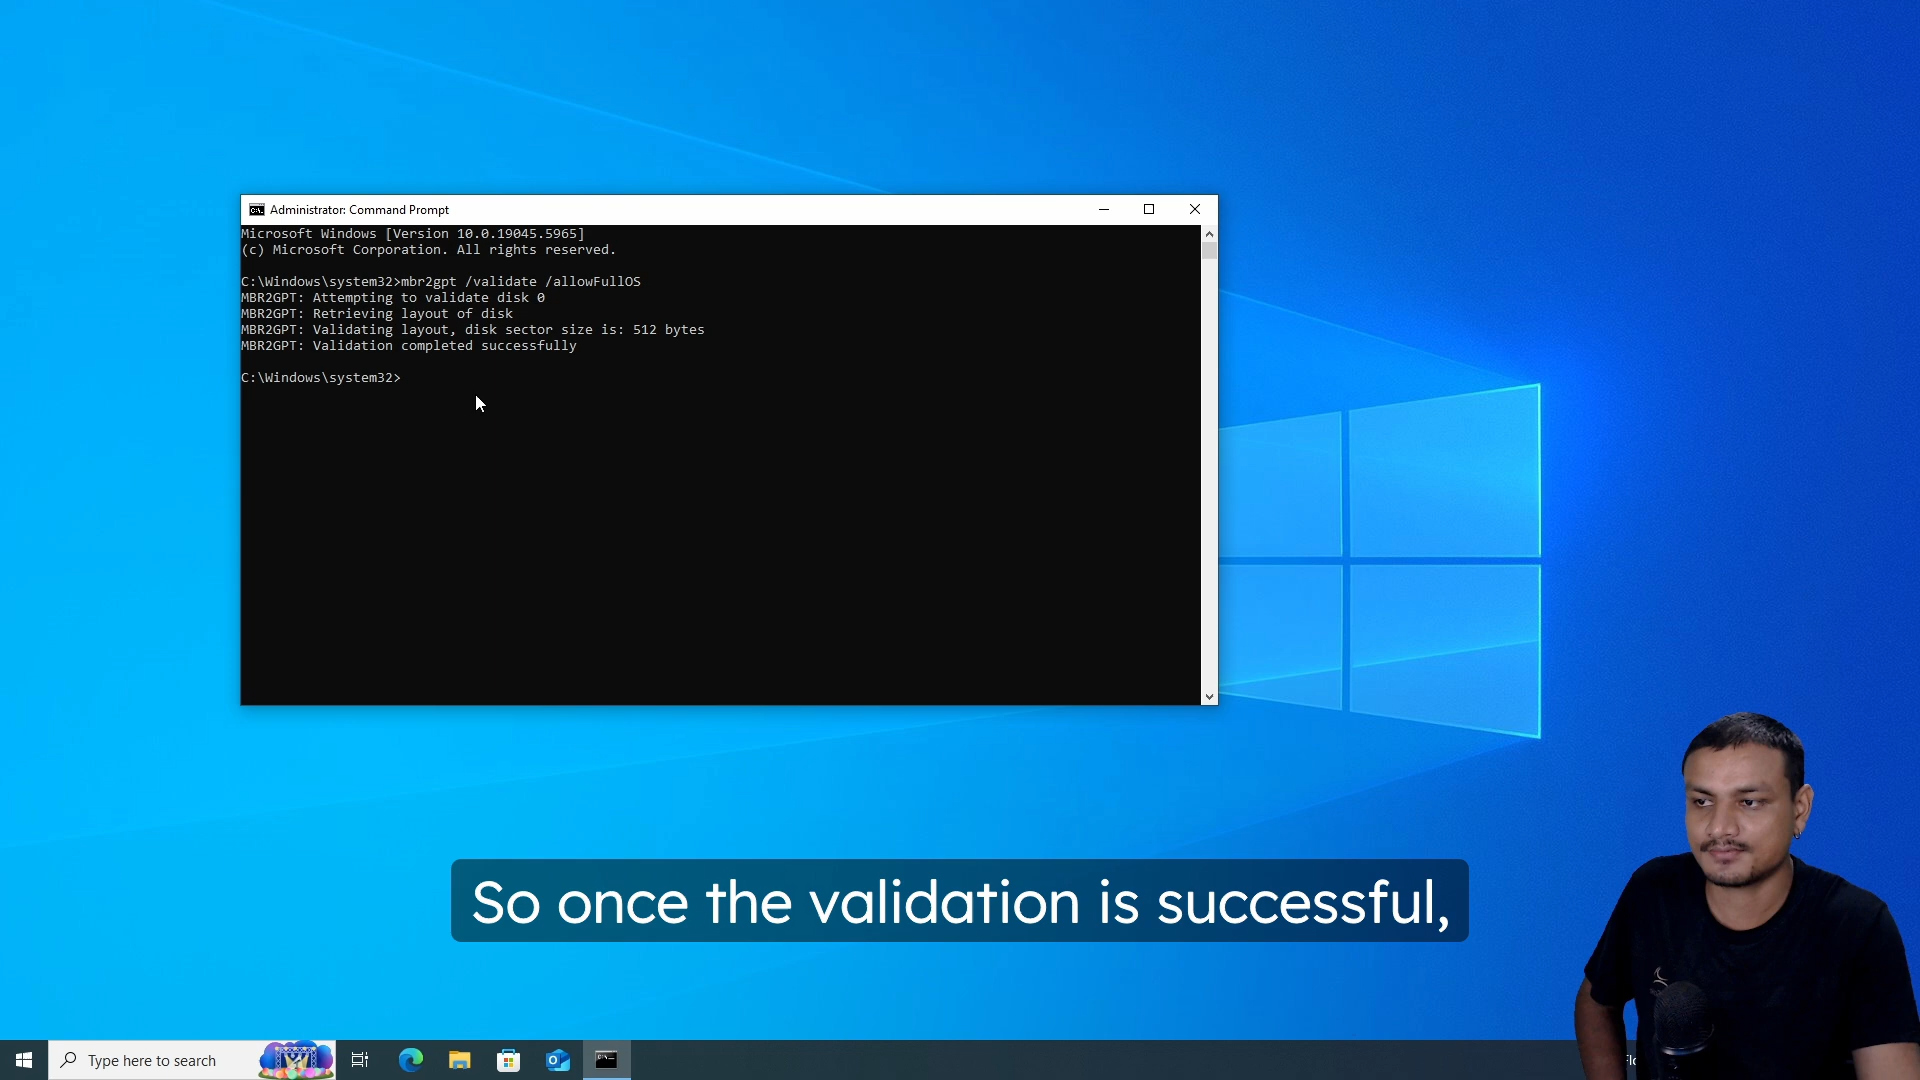 Administrator: Command Prompt
Microsoft Windows [Version 10.0.19045.5965]
(c) Microsoft Corporation. All rights reserved.
C:\Windows\system32>mbr2gpt /validate /allowFullOS
MBR2GPT: Attempting to validate disk 0
MBR2GPT: Retrieving layout of disk
MBR2GPT: Validating layout, disk sector size is: 512 bytes
MBR2GPT: Validation completed successfully
C:\Windows\system32>
So once the validation is successful,
Type here to search